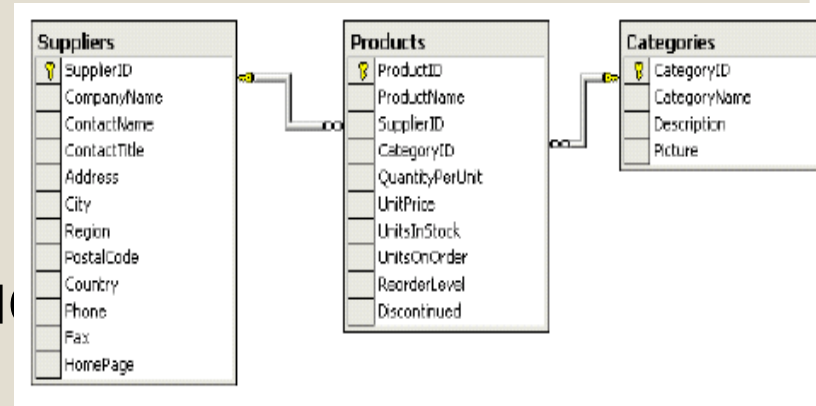 Suppliers
SupplierID
CompanyName
ContactName
ContactTitle
Address
City
Region
PostalCode
Country
Phone
Fax
HomePage
Products
ProductID
ProductName
SupplierID
CategoryID
QuantityPerUnit
UnitPrice
UnitsInStock
UnitsOnOrder
ReorderLevel
Discontinued
Categories
CategoryID
CategoryName
Description
Picture